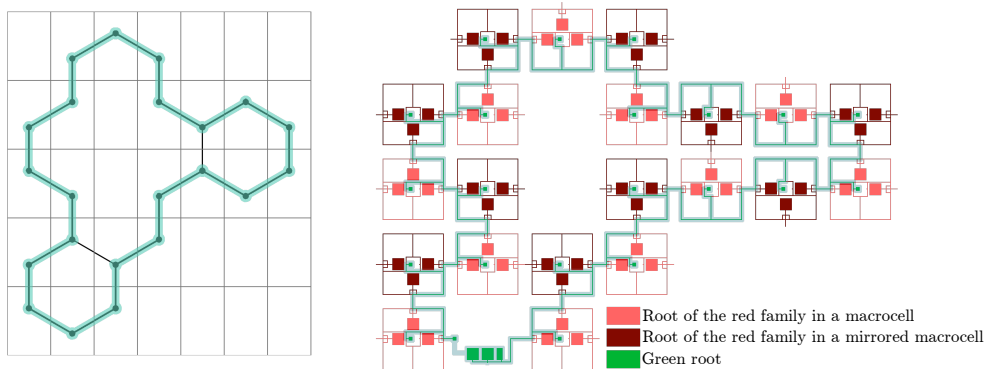 Root of the red family in a macrocell
Root of the red family in a mirrored macrocell
Green root